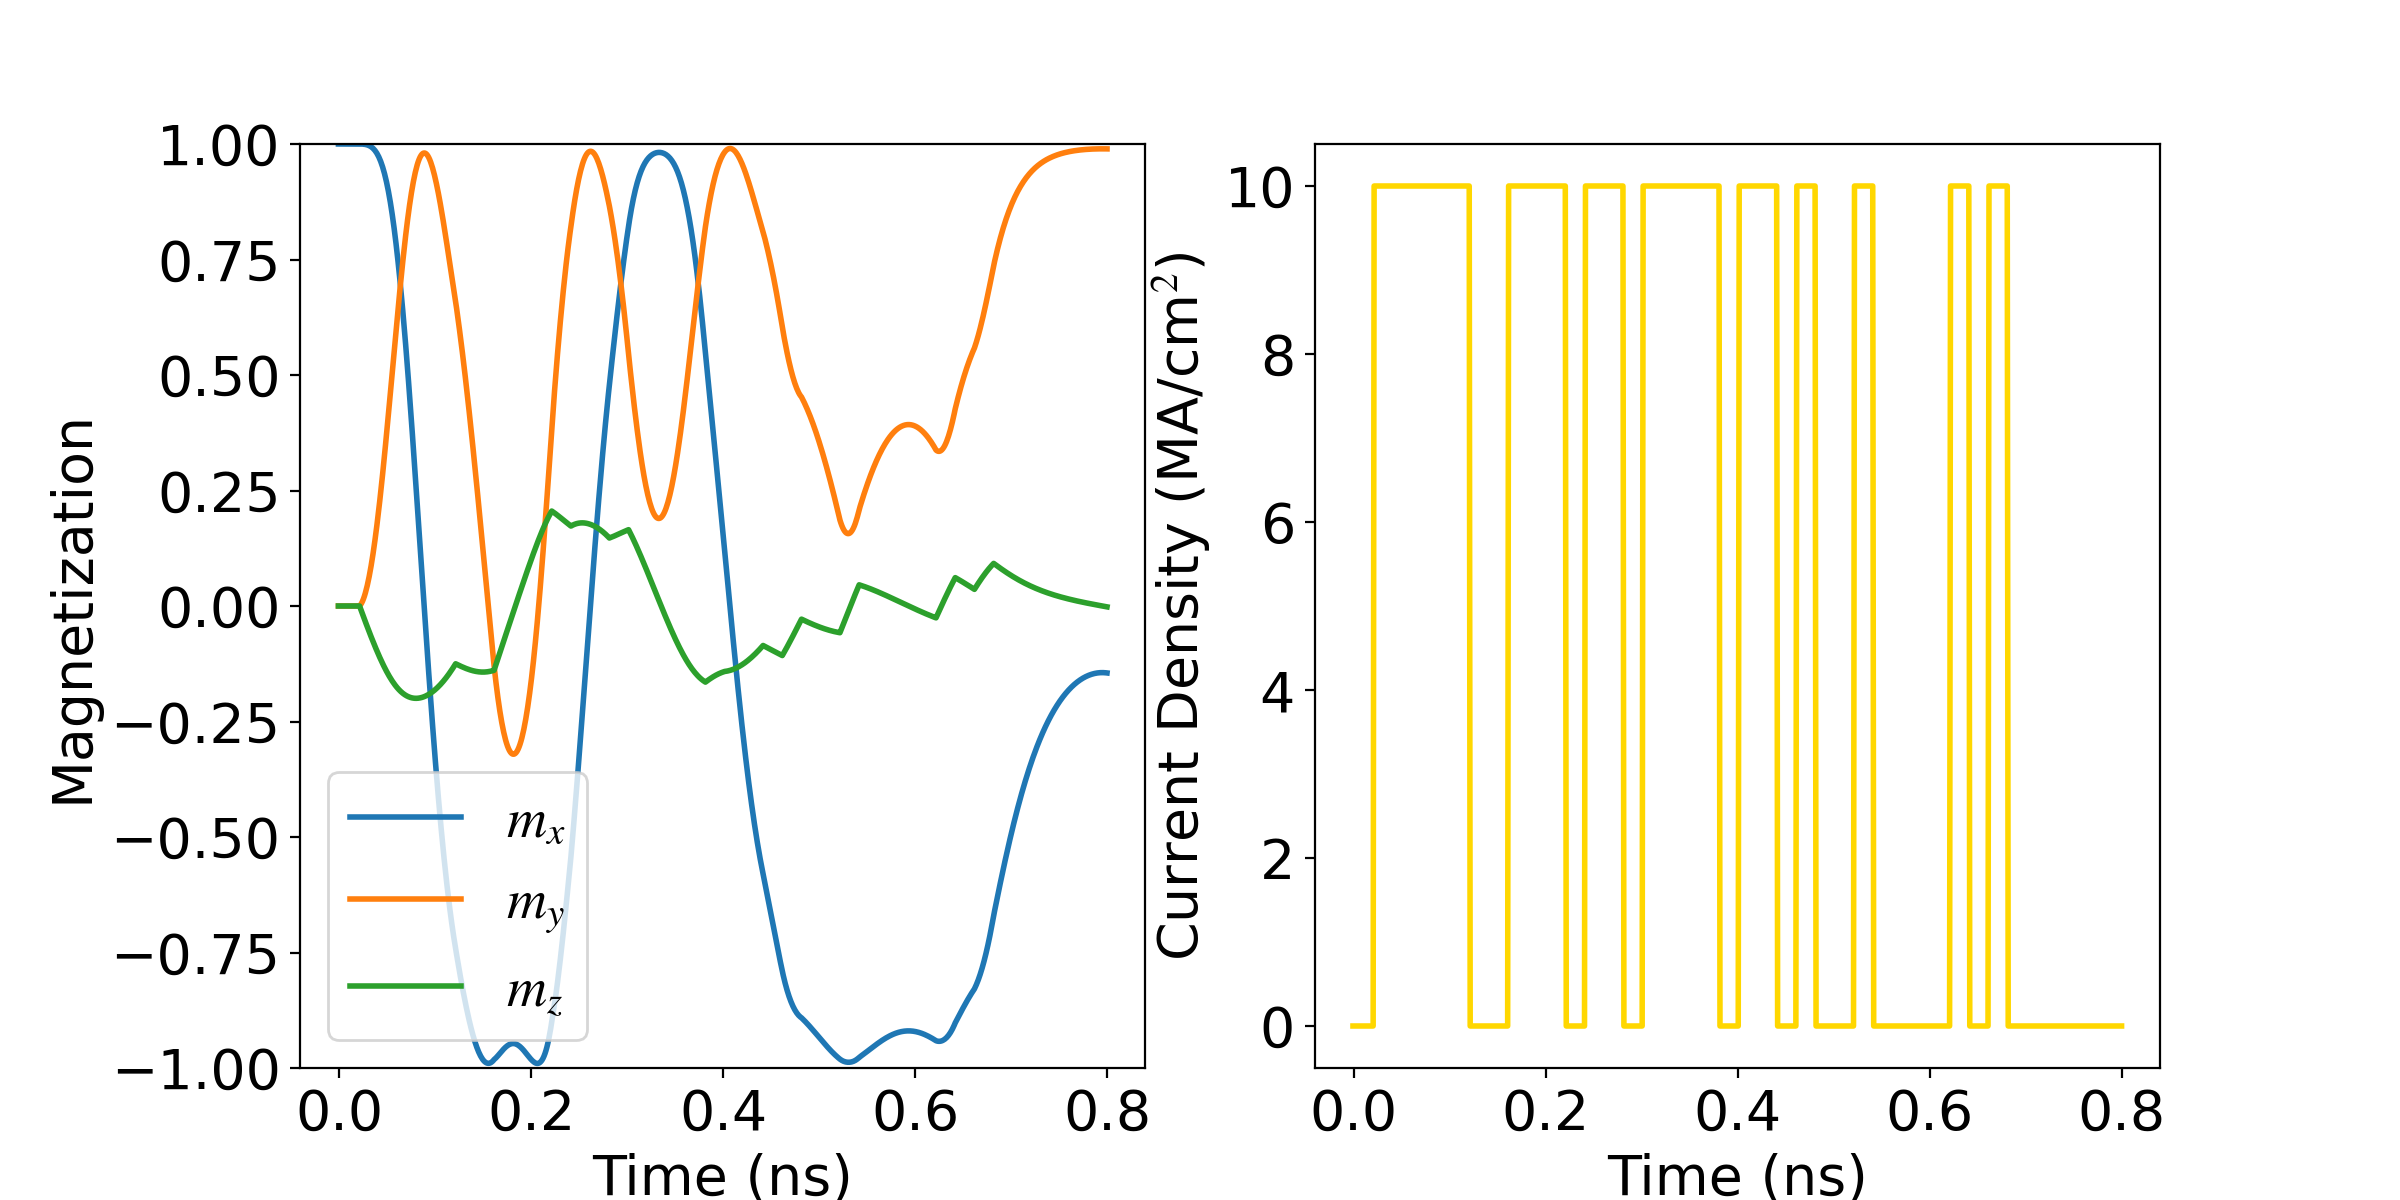 Magnetization
1.00
0.75
0.50
0.25
0.00
−0.25
−0.50
−0.75
−1.00
m_x
m_y
m_z
0.0 0.2 0.4 0.6 0.8
Time (ns)
Current Density (MA/cm²)
10
8
6
4
2
0
0.0 0.2 0.4 0.6 0.8
Time (ns)